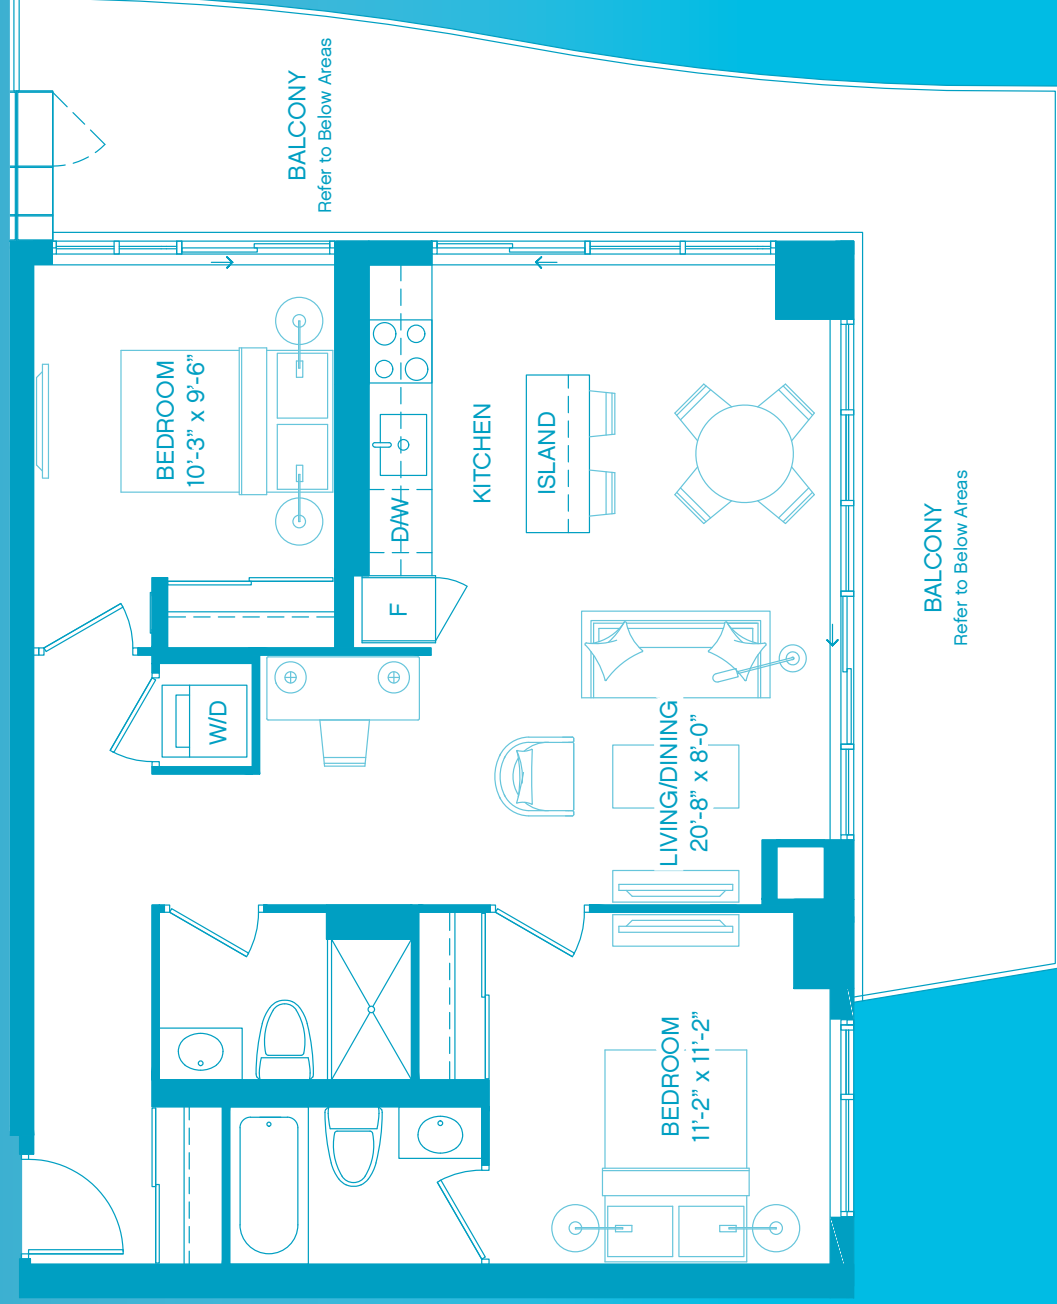 BALCONY
Refer to Below Areas
BEDROOM
10’-3” x 9’-6”
D/W
KITCHEN
ISLAND
F
W/D
LIVING/DINING
20’-8” x 8’-0”
BALCONY
Refer to Below Areas
BEDROOM
11’-2” x 11’-2”